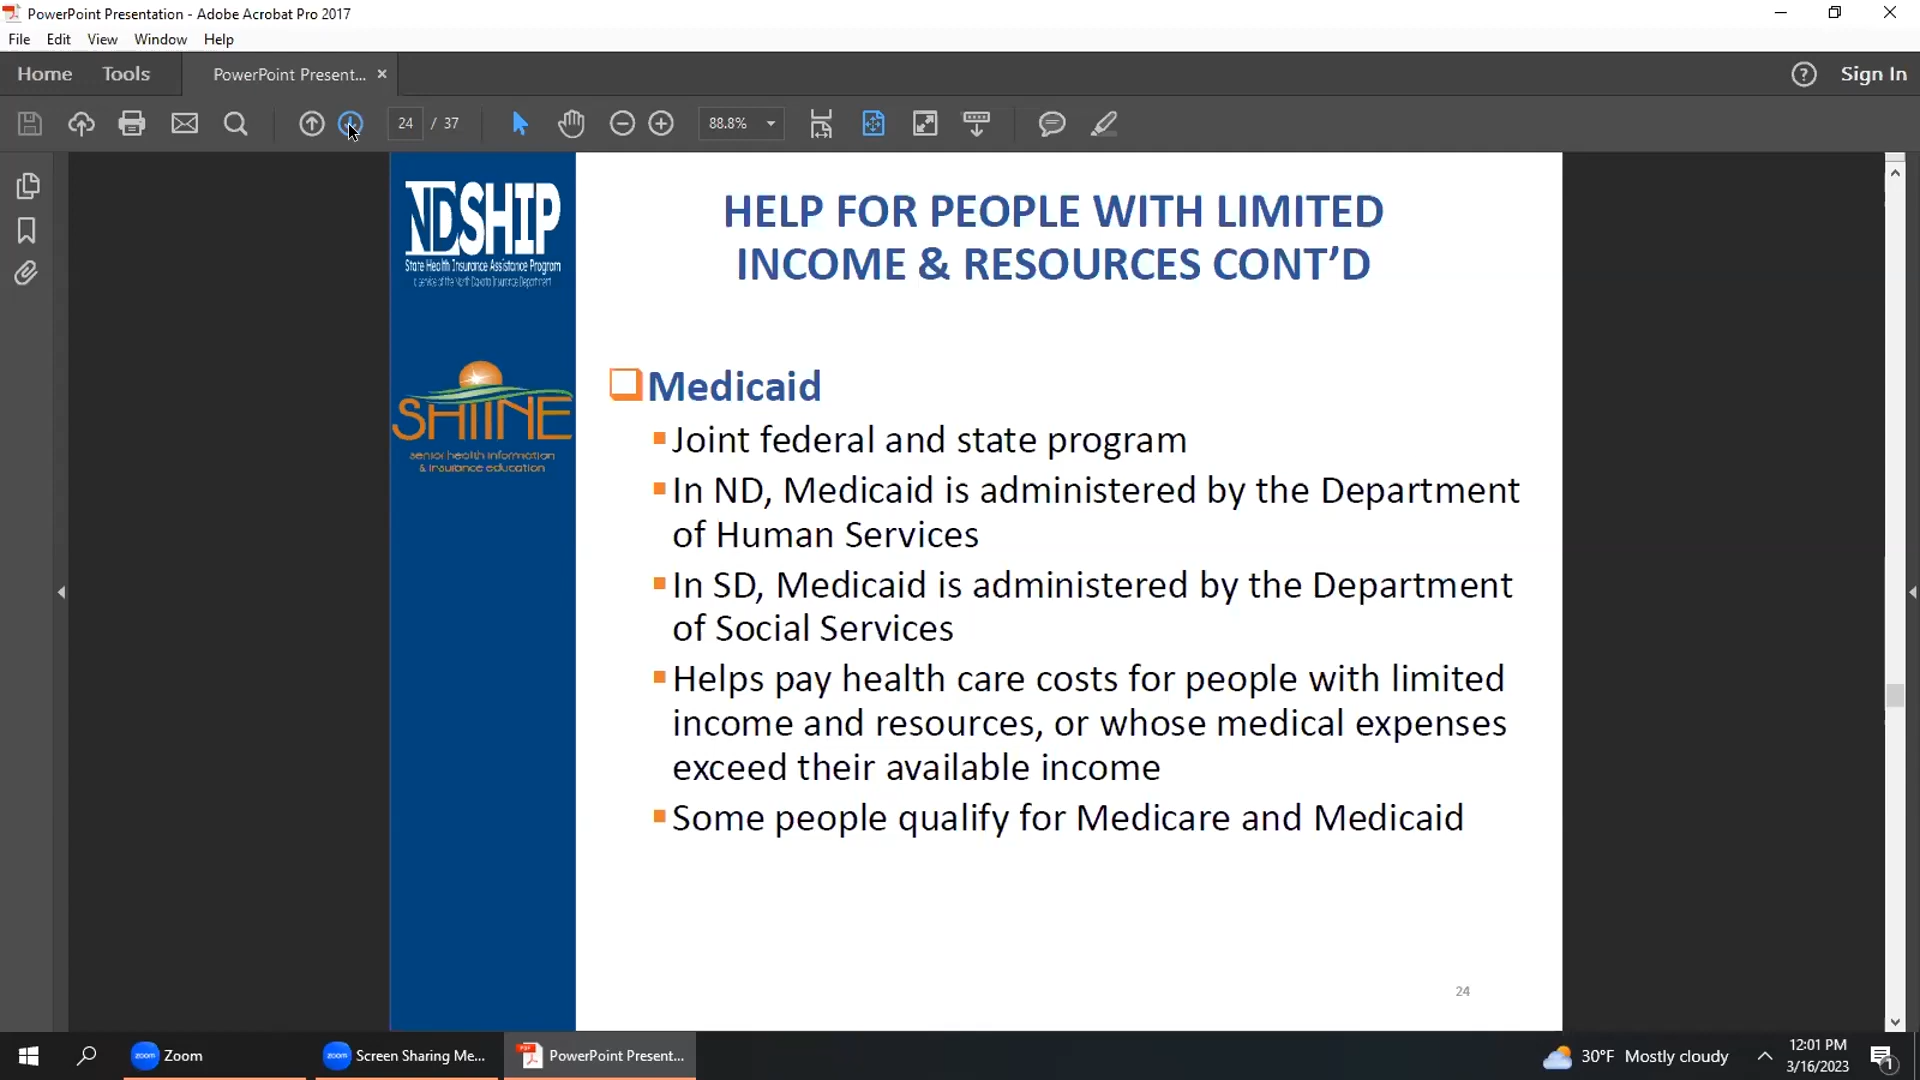 PowerPoint Presentation - Adobe Acrobat Pro 2017
File Edit View Window Help
Home Tools PowerPoint Present... × Sign In
24 / 37 88.8%
NDSHIP
State Health Insurance Assistance Program
a service of the North Dakota Insurance Department
SHIINE
senior health information
& insurance education
HELP FOR PEOPLE WITH LIMITED
INCOME & RESOURCES CONT’D
Medicaid
Joint federal and state program
In ND, Medicaid is administered by the Department
of Human Services
In SD, Medicaid is administered by the Department
of Social Services
Helps pay health care costs for people with limited
income and resources, or whose medical expenses
exceed their available income
Some people qualify for Medicare and Medicaid
24
zoom Zoom
zoom Screen Sharing Me...
PDF PowerPoint Present...
30°F Mostly cloudy
12:01 PM
3/16/2023
1